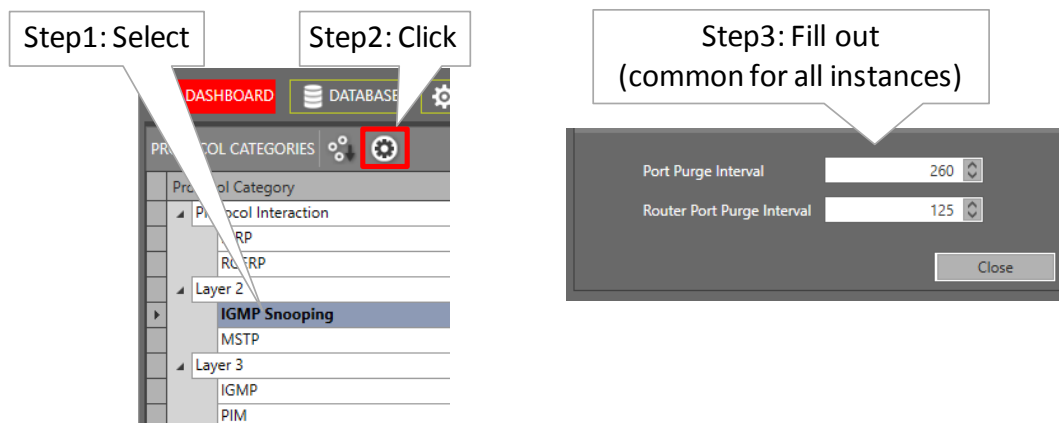 Step1: Select
Step2: Click
Step3: Fill out
(common for all instances)
DASHBOARD
DATABASE
PROTOCOL CATEGORIES
Protocol Category
Protocol Interaction
Layer 2
IGMP Snooping
MSTP
Layer 3
IGMP
PIM
Port Purge Interval 260
Router Port Purge Interval 125
Close